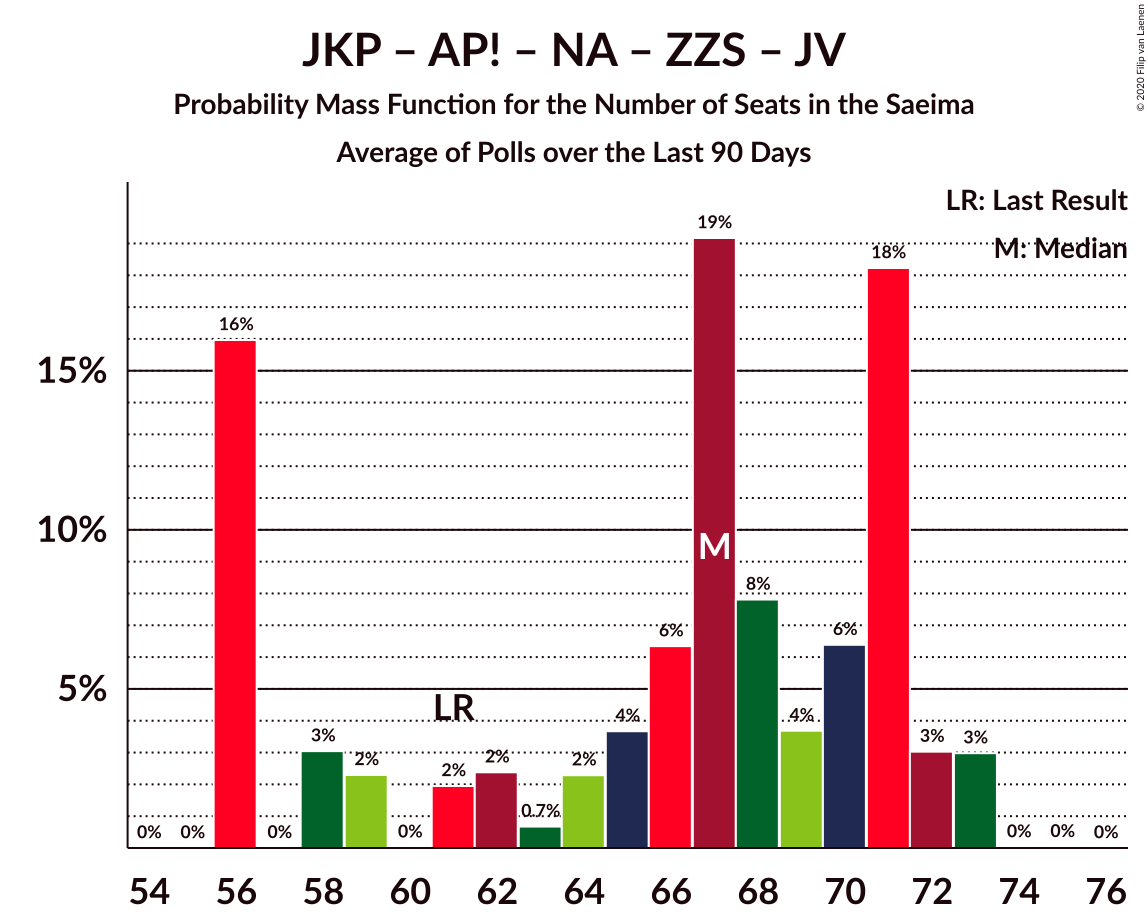 JKP – AP! – NA – ZZS – JV
Probability Mass Function for the Number of Seats in the Saeima
Average of Polls over the Last 90 Days
© 2020 Filip van Laenen
LR: Last Result
M: Median
15%
10%
5%
0%
0%
16%
0%
3%
2%
0%
2%
2%
0.7%
2%
4%
6%
19%
8%
4%
6%
18%
3%
3%
0%
0%
0%
LR
M
54 56 58 60 62 64 66 68 70 72 74 76